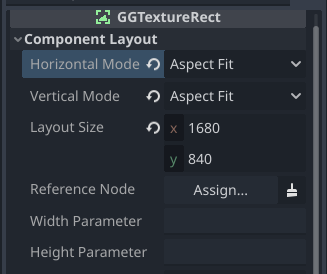 GGTextureRect
Component Layout
Horizontal Mode Aspect Fit
Vertical Mode Aspect Fit
Layout Size x 1680
y 840
Reference Node Assign...
Width Parameter
Height Parameter